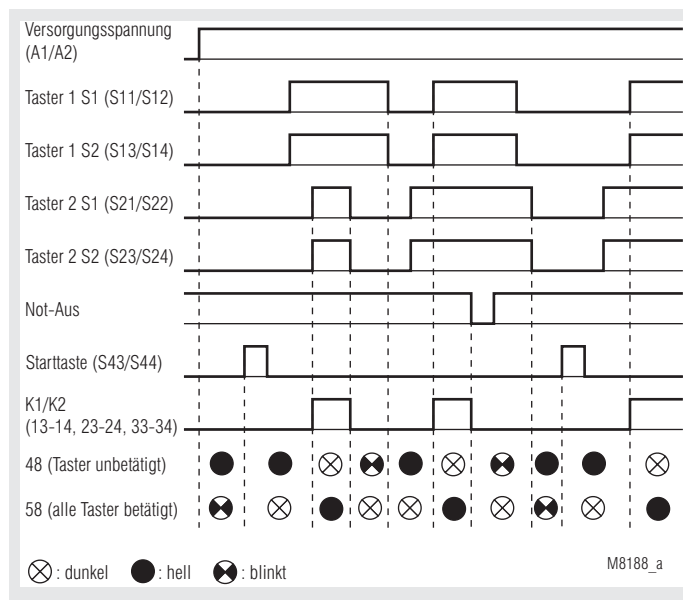 Versorgungsspannung
(A1/A2)
Taster 1 S1 (S11/S12)
Taster 1 S2 (S13/S14)
Taster 2 S1 (S21/S22)
Taster 2 S2 (S23/S24)
Not-Aus
Starttaste (S43/S44)
K1/K2
(13-14, 23-24, 33-34)
48 (Taster unbetätigt)
58 (alle Taster betätigt)
: dunkel : hell : blinkt
M8188_a